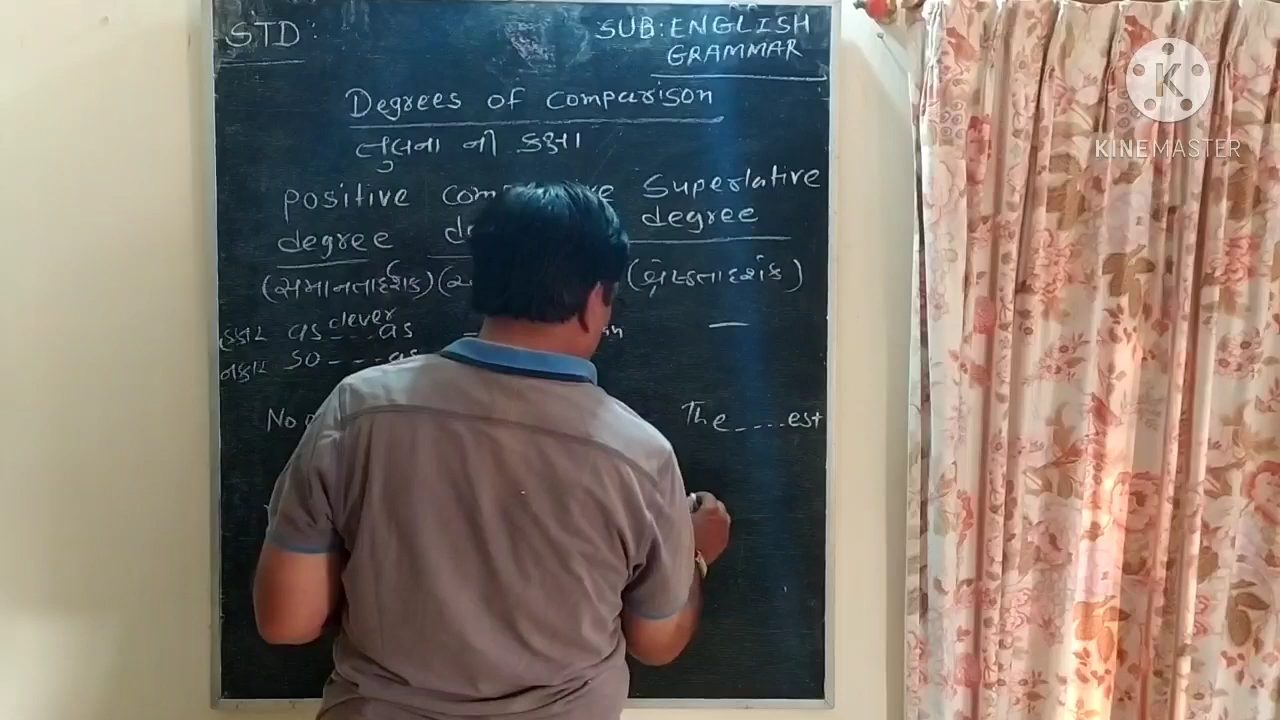 STD:
SUB: ENGLISH
GRAMMAR
Degrees of Comparison
તુલના ની કક્ષા
positive Superlative
degree degree
(સમાનતાદર્શક) (શ્રેષ્ઠતાદર્શક)
હકાર as clever as —
નકાર so - - - - as
No The - - - - est
K
KINEMASTER